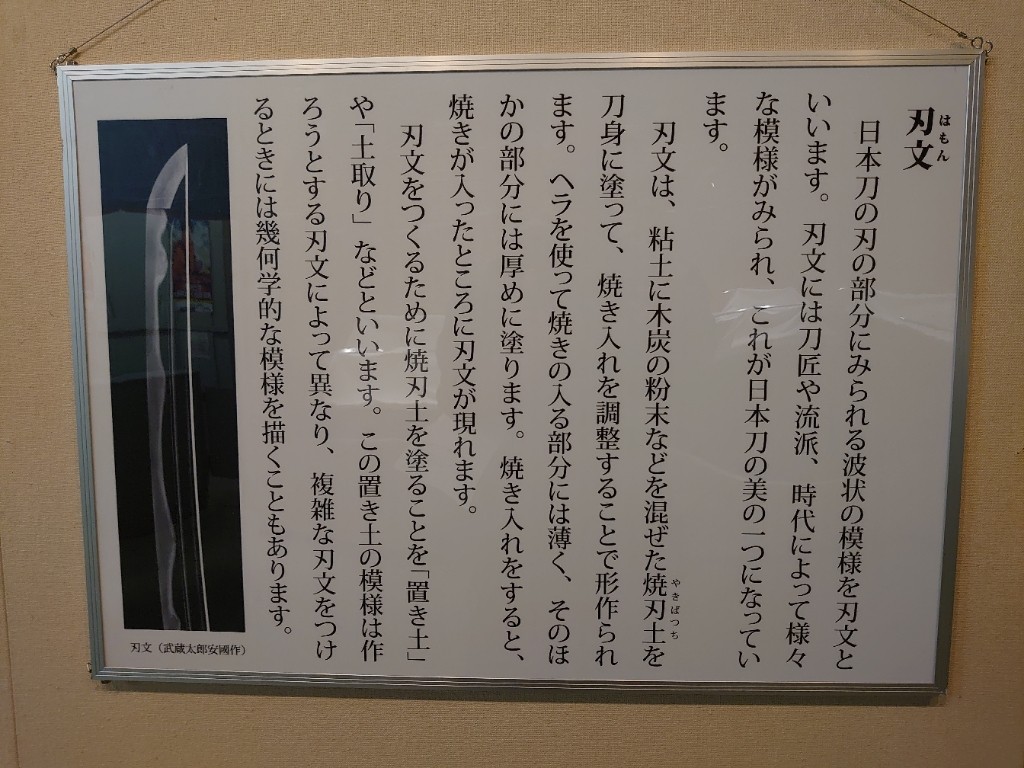 刃文
はもん
日本刀の刃の部分にみられる波状の模様を刃文と
いいます。刃文には刀匠や流派、時代によって様々
な模様がみられ、これが日本刀の美の一つになってい
ます。
刃文は、粘土に木炭の粉末などを混ぜた焼刃土を
やきばつち
刀身に塗って、焼き入れを調整することで形作られ
ます。ヘラを使って焼きの入る部分には薄く、そのほ
かの部分には厚めに塗ります。焼き入れをすると、
焼きが入ったところに刃文が現れます。
刃文をつくるために焼刃土を塗ることを「置き土」
や「土取り」などといいます。この置き土の模様は作
ろうとする刃文によって異なり、複雑な刃文をつけ
るときには幾何学的な模様を描くこともあります。
刃文（武蔵太郎安國作）